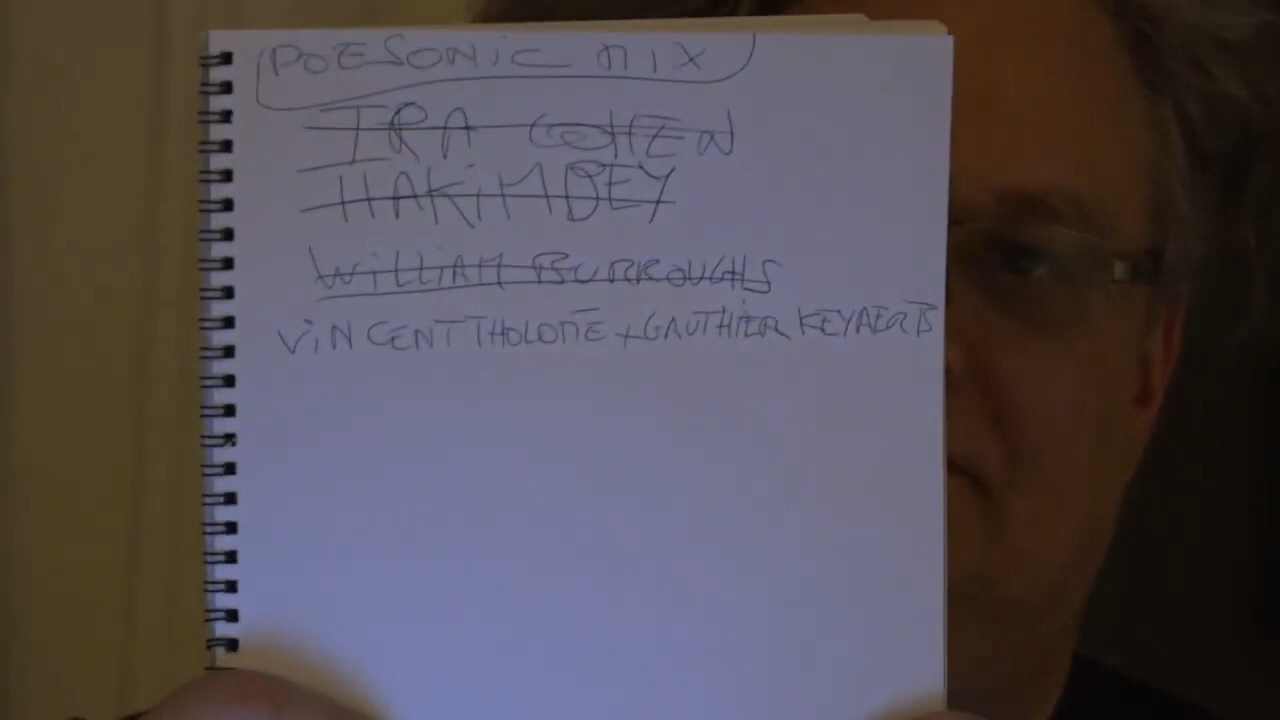 POESONIC MIX
IRA COHEN
HAKIM BEY
WILLIAM BURROUGHS
VINCENT THOLOMÉ + GAUTHIER KEYAERTS